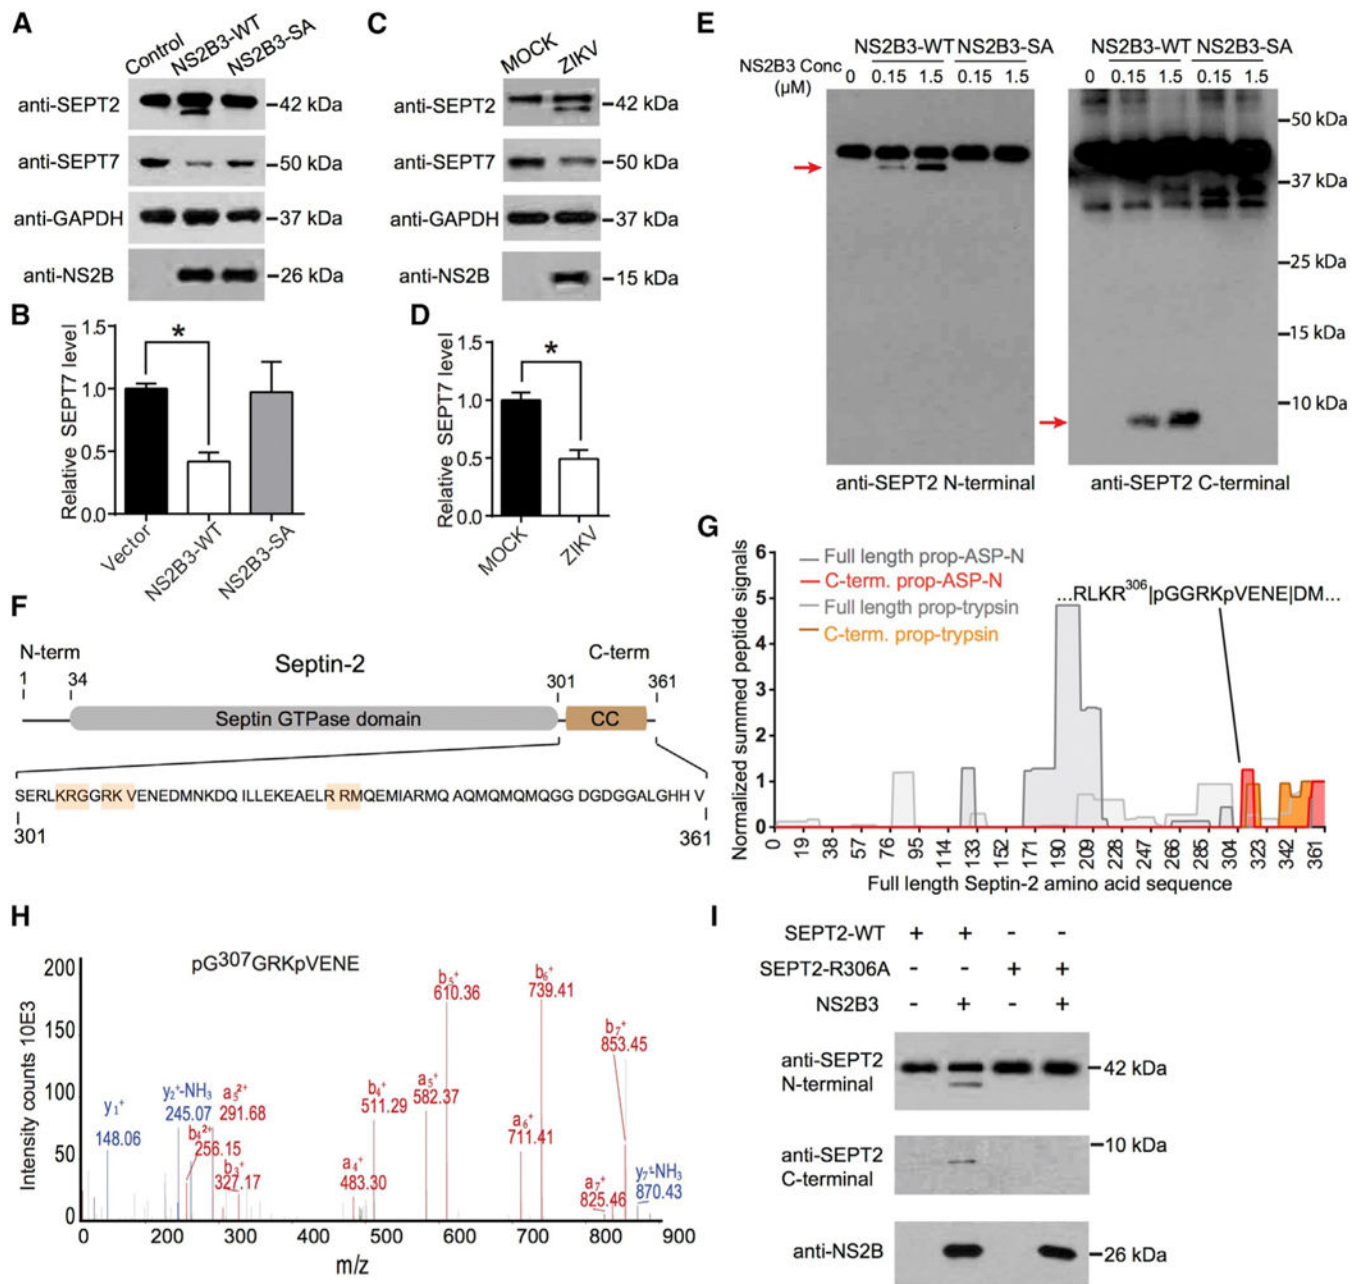 A
Control
NS2B3-WT
NS2B3-SA
anti-SEPT2
42 kDa
anti-SEPT7
50 kDa
anti-GAPDH
37 kDa
anti-NS2B
26 kDa
B
Relative SEPT7 level
1.5
1.0
0.5
0.0
*
Vector
NS2B3-WT
NS2B3-SA
C
MOCK
ZIKV
anti-SEPT2
42 kDa
anti-SEPT7
50 kDa
anti-GAPDH
37 kDa
anti-NS2B
15 kDa
D
Relative SEPT7 level
1.5
1.0
0.5
0.0
*
MOCK
ZIKV
E
NS2B3-WT NS2B3-SA
NS2B3-WT NS2B3-SA
NS2B3 Conc (µM)
0 0.15 1.5 0.15 1.5
0 0.15 1.5 0.15 1.5
50 kDa
37 kDa
25 kDa
15 kDa
10 kDa
anti-SEPT2 N-terminal
anti-SEPT2 C-terminal
F
N-term
Septin-2
C-term
1
34
301
361
Septin GTPase domain
CC
SERLKRGGRKVENEDMNKDQ ILLEKEAELR RMQEMIARMQ AQMQMQMQGG DGDGGALGHH V
301
361
G
Normalized summed peptide signals
6
5
4
3
2
1
0
Full length prop-ASP-N
C-term. prop-ASP-N
Full length prop-trypsin
C-term. prop-trypsin
...RLKR306|pGGRKpVENE|DM...
0 19 38 57 76 95 114 133 152 171 190 209 228 247 266 285 304 323 342 361
Full length Septin-2 amino acid sequence
H
pG307GRKpVENE
Intensity counts 10E3
200
150
100
50
0
y1+
148.06
y2+-NH3
245.07
b42+
256.15
a52+
291.68
b3+
327.17
a4+
483.30
b4+
511.29
a5+
582.37
b5+
610.36
a6+
711.41
b6+
739.41
a7+
825.46
b7+
853.45
y7+-NH3
870.43
0 200 300 400 500 600 700 800 900
m/z
I
SEPT2-WT + + - -
SEPT2-R306A - - + +
NS2B3 - + - +
anti-SEPT2 N-terminal
42 kDa
anti-SEPT2 C-terminal
10 kDa
anti-NS2B
26 kDa